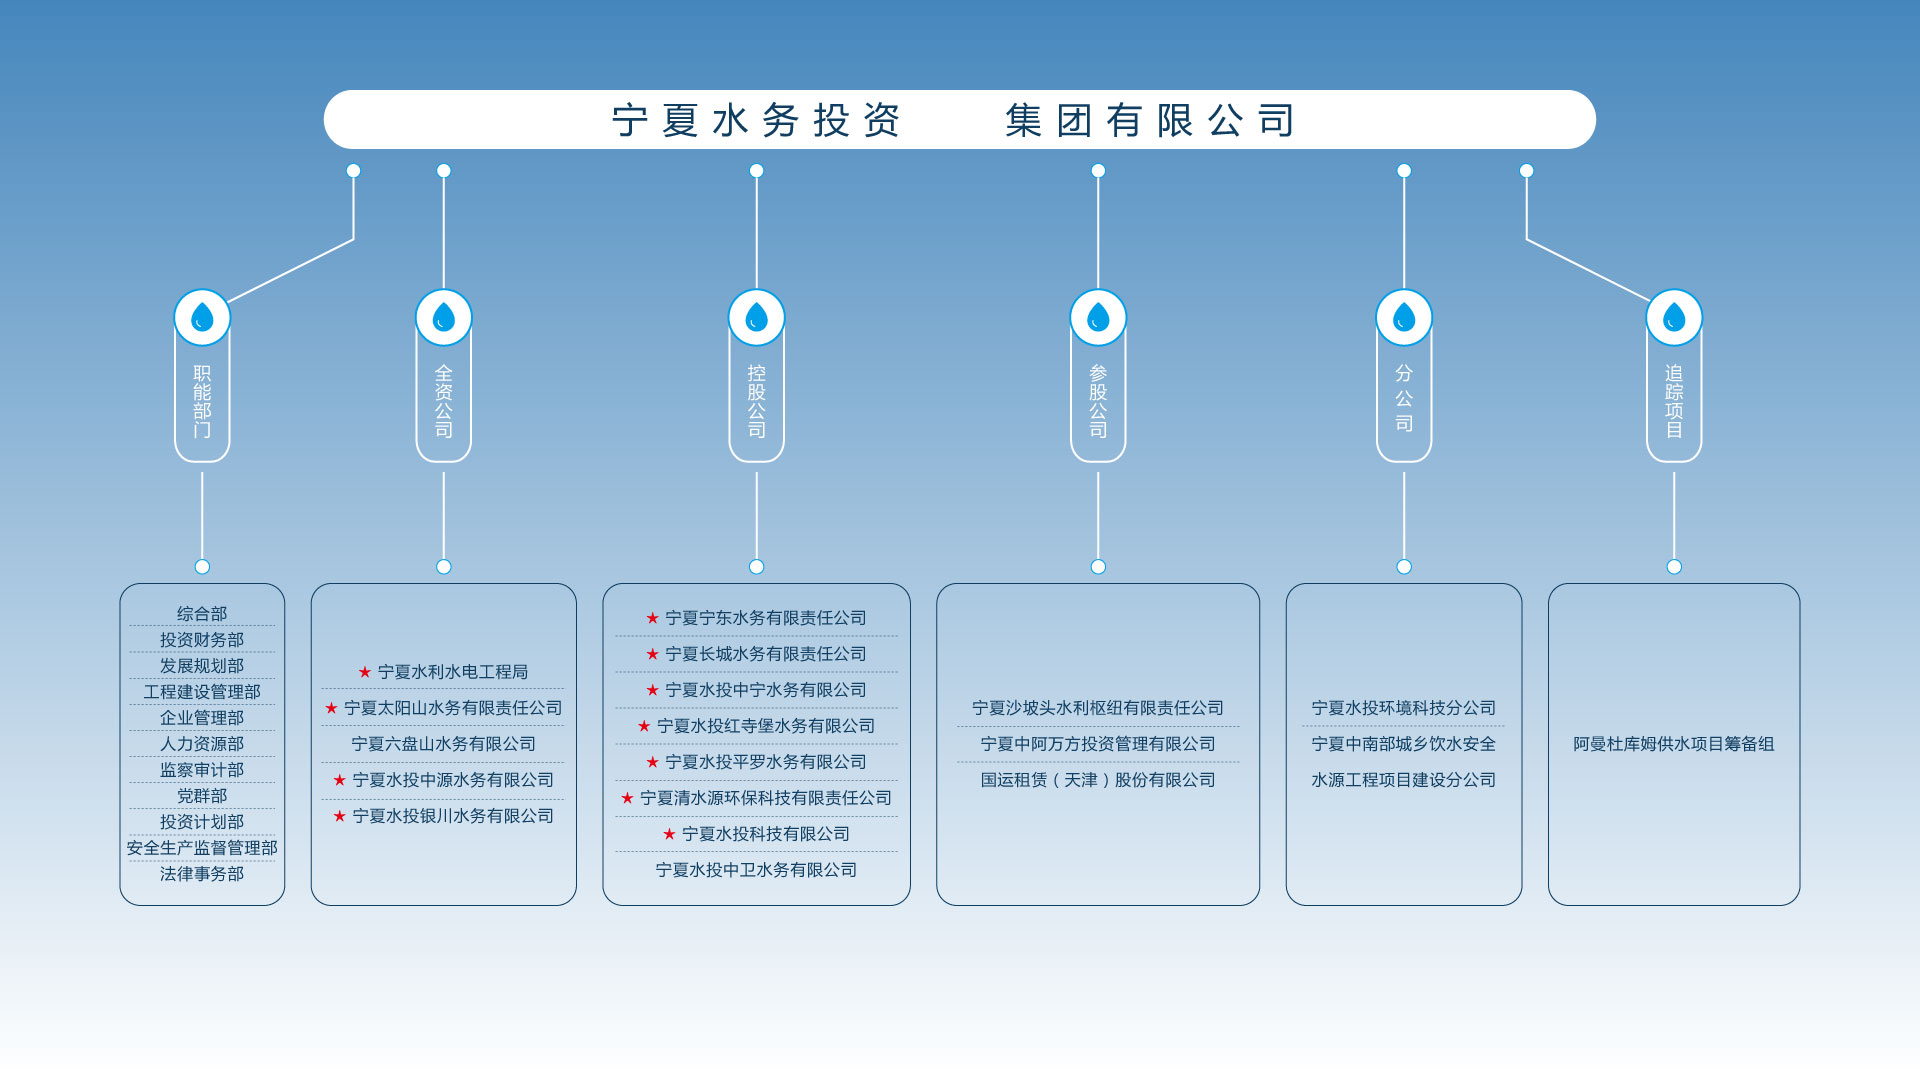 宁夏水务投资 集团有限公司
职能部门
综合部
投资财务部
发展规划部
工程建设管理部
企业管理部
人力资源部
监察审计部
党群部
投资计划部
安全生产监督管理部
法律事务部
全资公司
★ 宁夏水利水电工程局
★ 宁夏太阳山水务有限责任公司
宁夏六盘山水务有限公司
★ 宁夏水投中源水务有限公司
★ 宁夏水投银川水务有限公司
控股公司
★ 宁夏宁东水务有限责任公司
★ 宁夏长城水务有限责任公司
★ 宁夏水投中宁水务有限公司
★ 宁夏水投红寺堡水务有限公司
★ 宁夏水投平罗水务有限公司
★ 宁夏清水源环保科技有限责任公司
★ 宁夏水投科技有限公司
宁夏水投中卫水务有限公司
参股公司
宁夏沙坡头水利枢纽有限责任公司
宁夏中阿万方投资管理有限公司
国运租赁（天津）股份有限公司
分公司
宁夏水投环境科技分公司
宁夏中南部城乡饮水安全
水源工程项目建设分公司
追踪项目
阿曼杜库姆供水项目筹备组